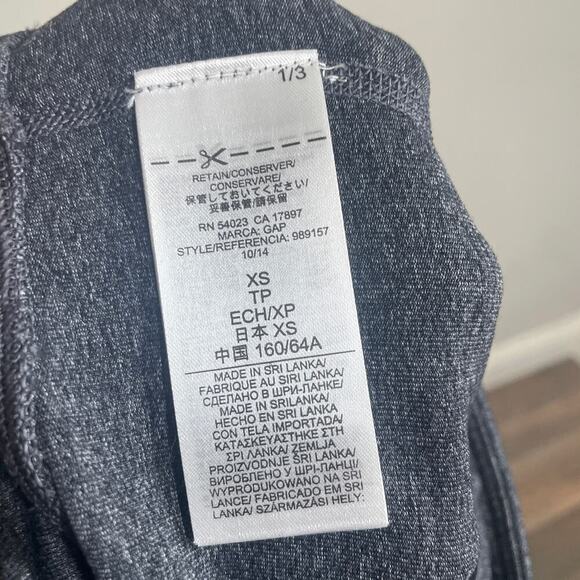 1/3
RETAIN/CONSERVER/
CONSERVARE/
保管しておいてください/
妥善保管/請保留
RN 54023 CA 17897
MARCA: GAP
STYLE/REFERENCIA: 989157
10/14
XS
TP
ECH/XP
日本 XS
中国 160/64A
MADE IN SRI LANKA/
FABRIQUE AU SIRI LANKA/
СДЕЛАНО В ШРИ-ЛАНКЕ/
MADE IN SRILANKA/
HECHO EN SRI LANKA/
CON TELA IMPORTADA/
ΚΑΤΑΣΚΕΥΑΣΤΗΚΕ ΣΤΗ
ΣΡΙ ΛΑΝΚΑ/ ZEMLJA
PROIZVODNJE SRI LANKA/
ВИРОБЛЕНО У ШРІ-ЛАНЦІ/
WYPRODUKOWANO NA SRI
LANCE/ FABRICADO EM SRI
LANKA/ SZÁRMAZÁSI HELY: